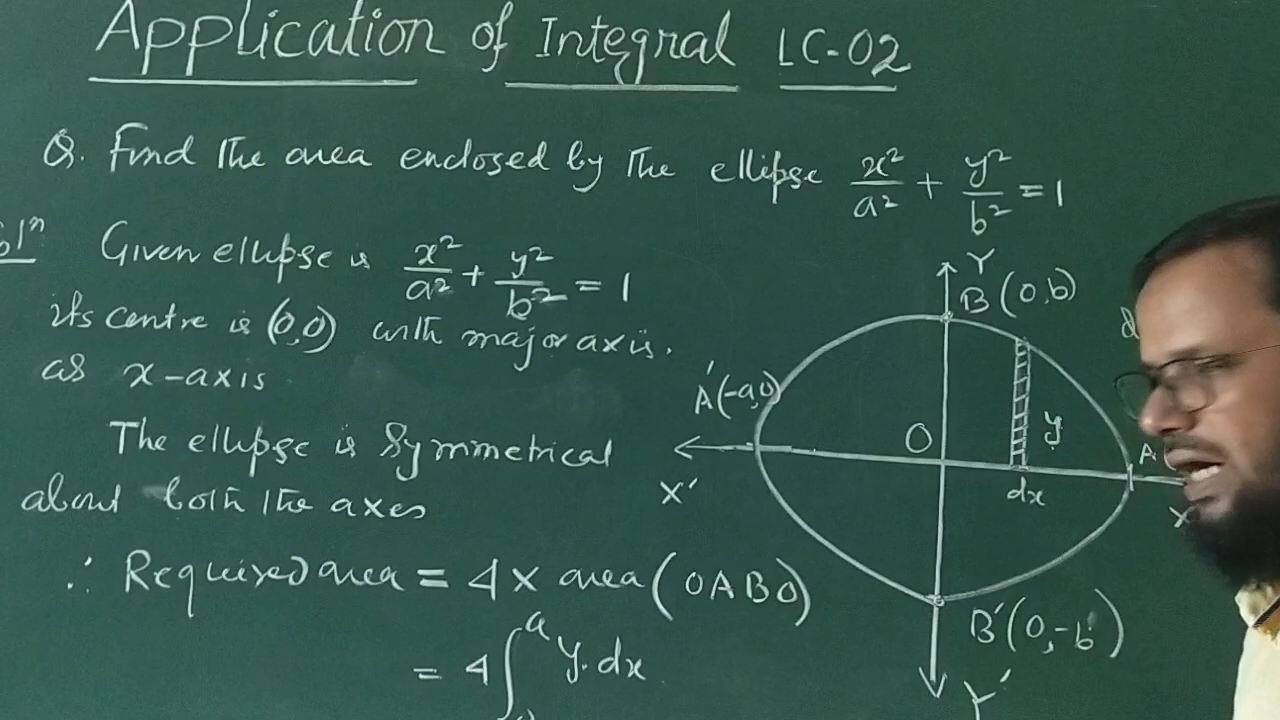 Application of Integral LC-02
Q. Find the area enclosed by the ellipse x²/a² + y²/b² = 1
Solⁿ Given ellipse is x²/a² + y²/b² = 1
its centre is (0,0) with major axis.
as x-axis
The ellipse is Symmetrical
about both the axes
∴ Required area = 4 × area (OABO)
= 4 ∫₀ᵃ y. dx
Y
B (0,b)
A′(-a,0)
O
y
A
X′
dx
X
B′(0,-b)
Y′